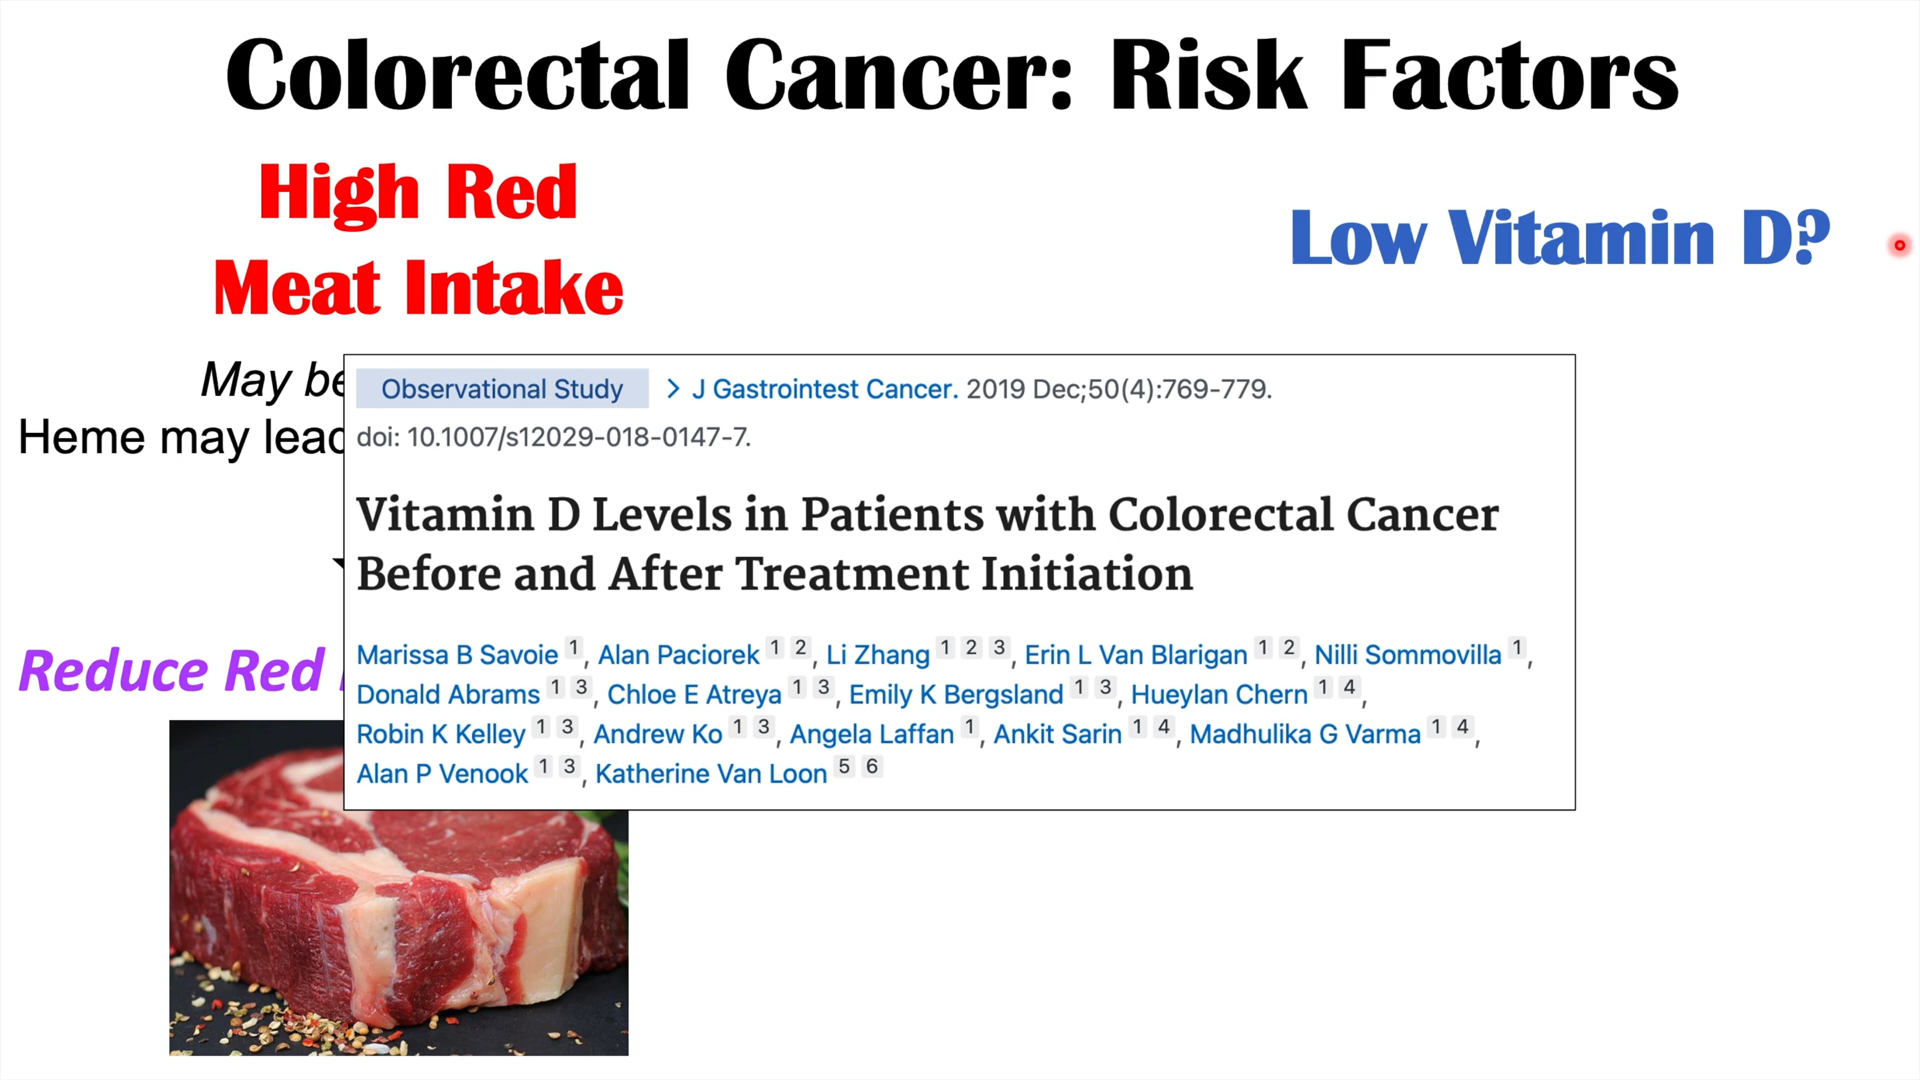 Colorectal Cancer: Risk Factors
High Red
Meat Intake
Low Vitamin D?
May be
Heme may lead
Reduce Red
Observational Study > J Gastrointest Cancer. 2019 Dec;50(4):769-779.
doi: 10.1007/s12029-018-0147-7.
Vitamin D Levels in Patients with Colorectal Cancer
Before and After Treatment Initiation
Marissa B Savoie 1, Alan Paciorek 1 2, Li Zhang 1 2 3, Erin L Van Blarigan 1 2, Nilli Sommovilla 1,
Donald Abrams 1 3, Chloe E Atreya 1 3, Emily K Bergsland 1 3, Hueylan Chern 1 4,
Robin K Kelley 1 3, Andrew Ko 1 3, Angela Laffan 1, Ankit Sarin 1 4, Madhulika G Varma 1 4,
Alan P Venook 1 3, Katherine Van Loon 5 6